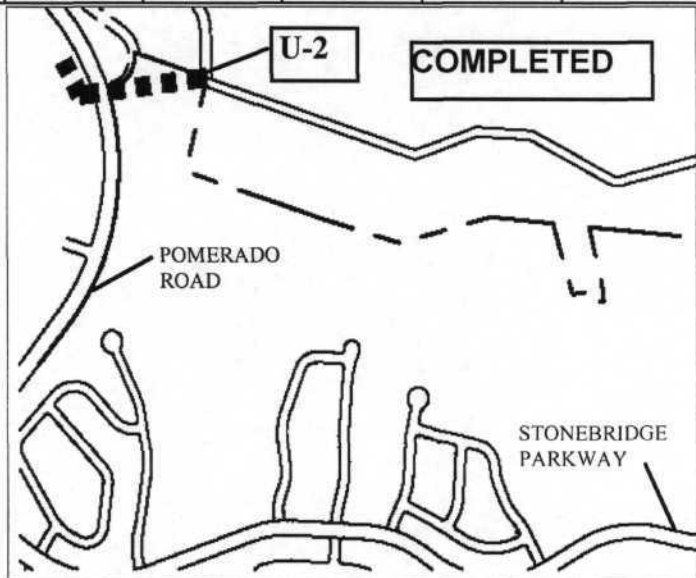 U-2
COMPLETED
POMERADO
ROAD
STONEBRIDGE
PARKWAY